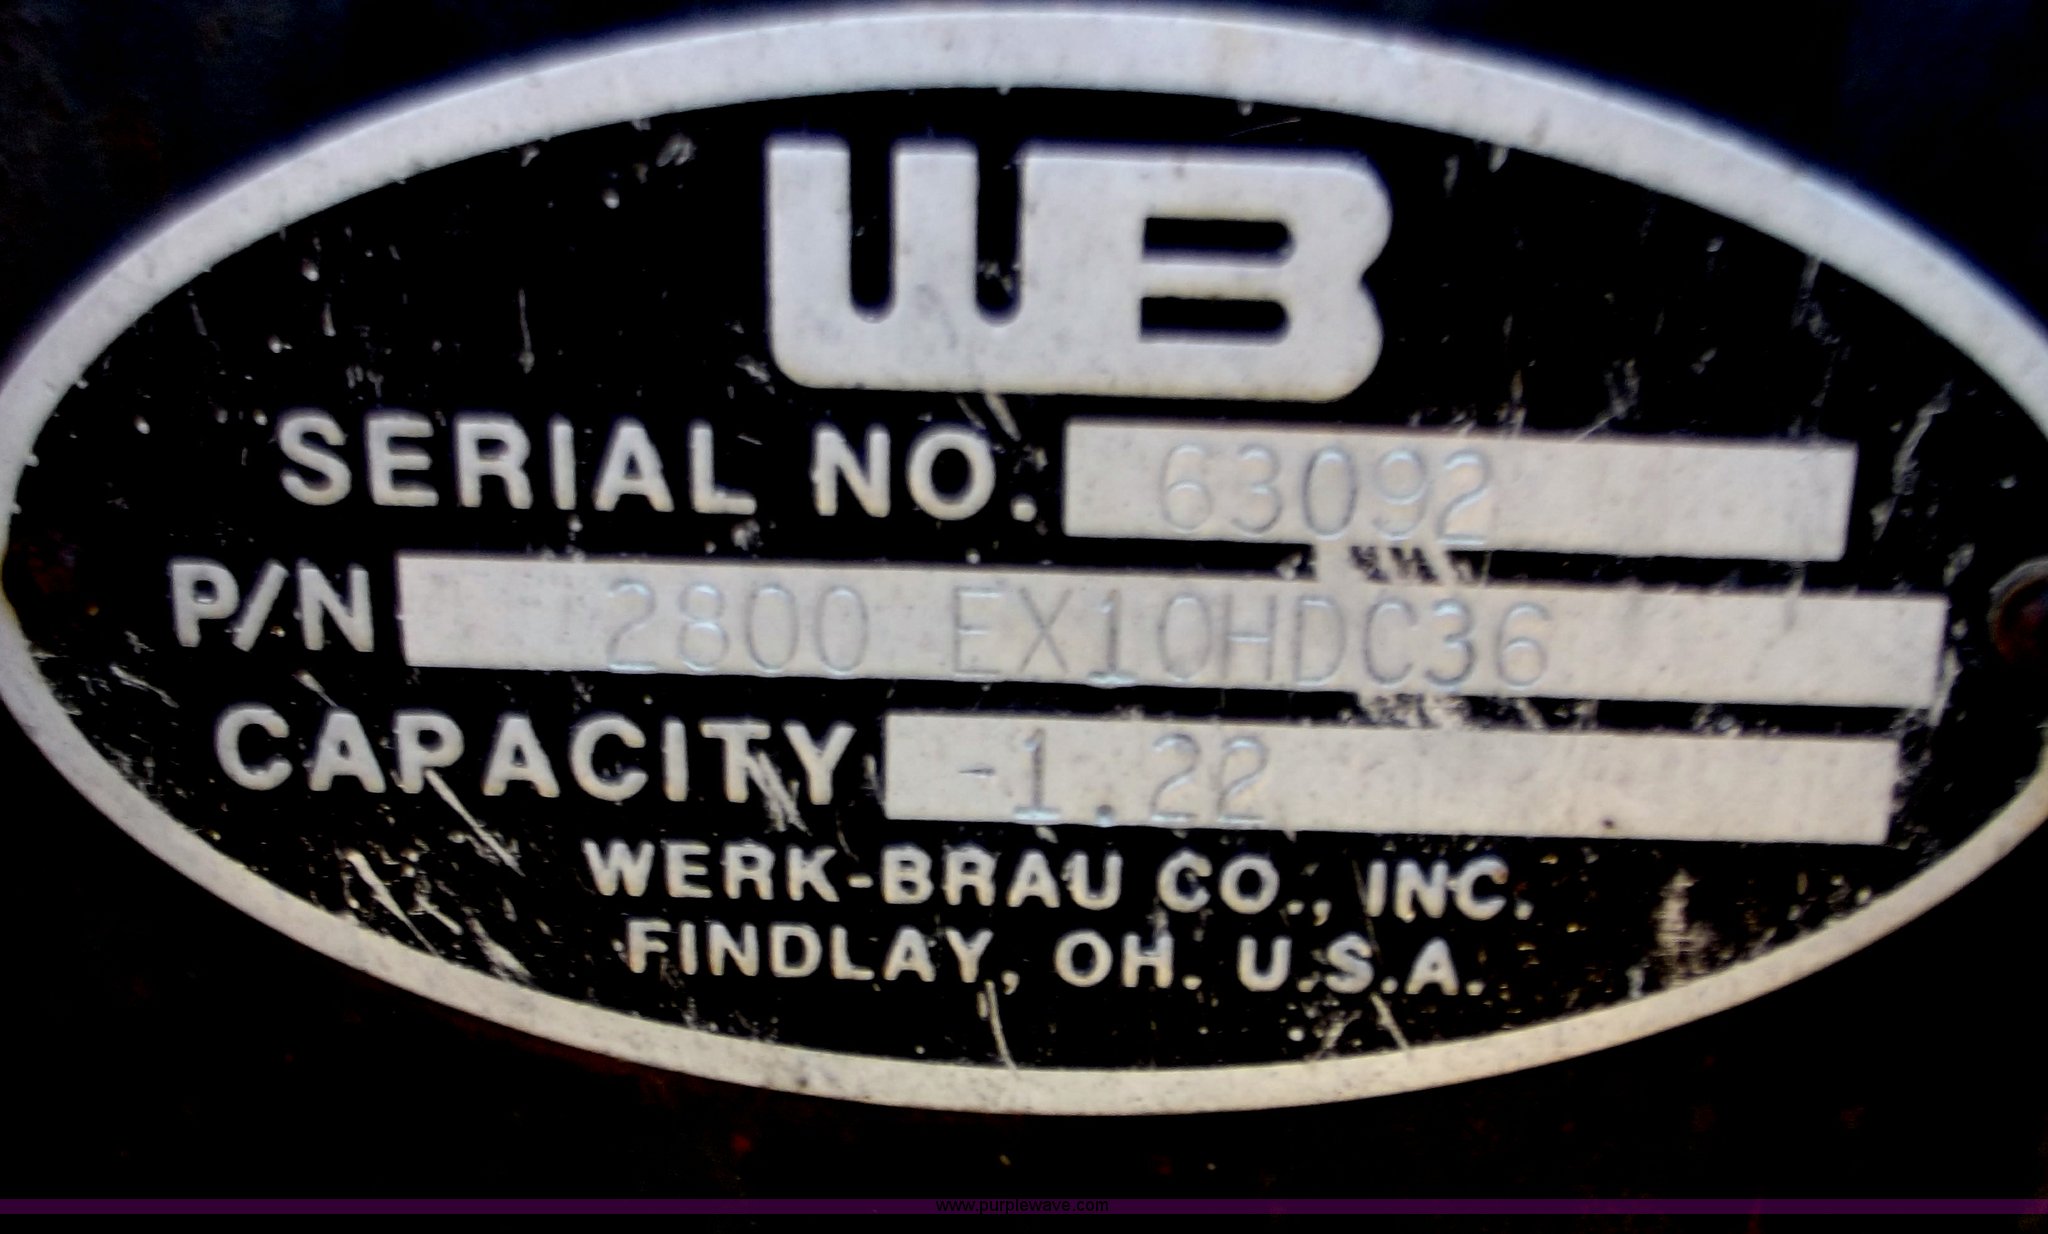 WB
SERIAL NO. 63092
P/N 2800 EX10HDC36
CAPACITY -1.22
WERK-BRAU CO., INC.
FINDLAY, OH. U.S.A.
www.purplewave.com